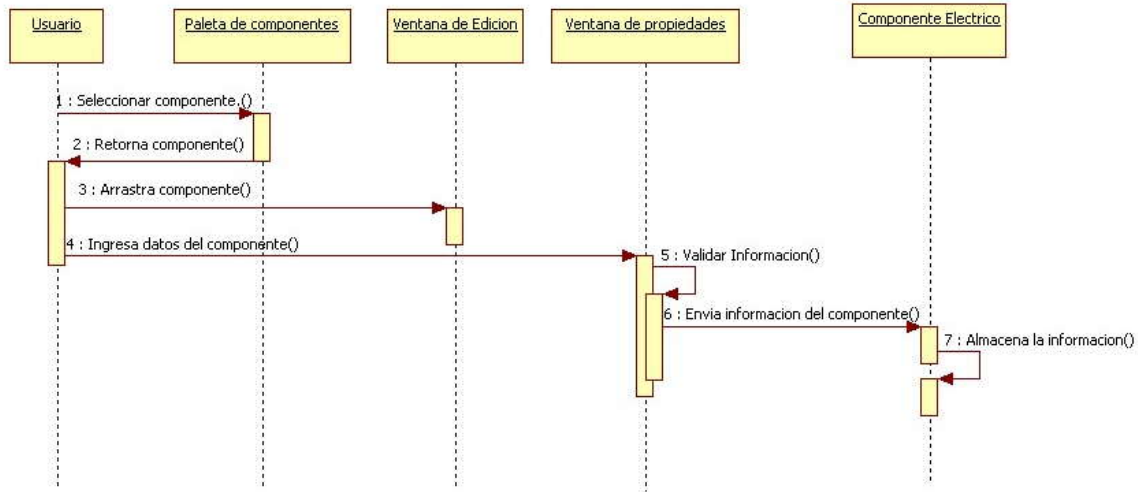 Usuario
Paleta de componentes
Ventana de Edicion
Ventana de propiedades
Componente Electrico
1 : Seleccionar componente.()
2 : Retorna componente()
3 : Arrastra componente()
4 : Ingresa datos del componente()
5 : Validar Informacion()
6 : Envia informacion del componente()
7 : Almacena la informacion()